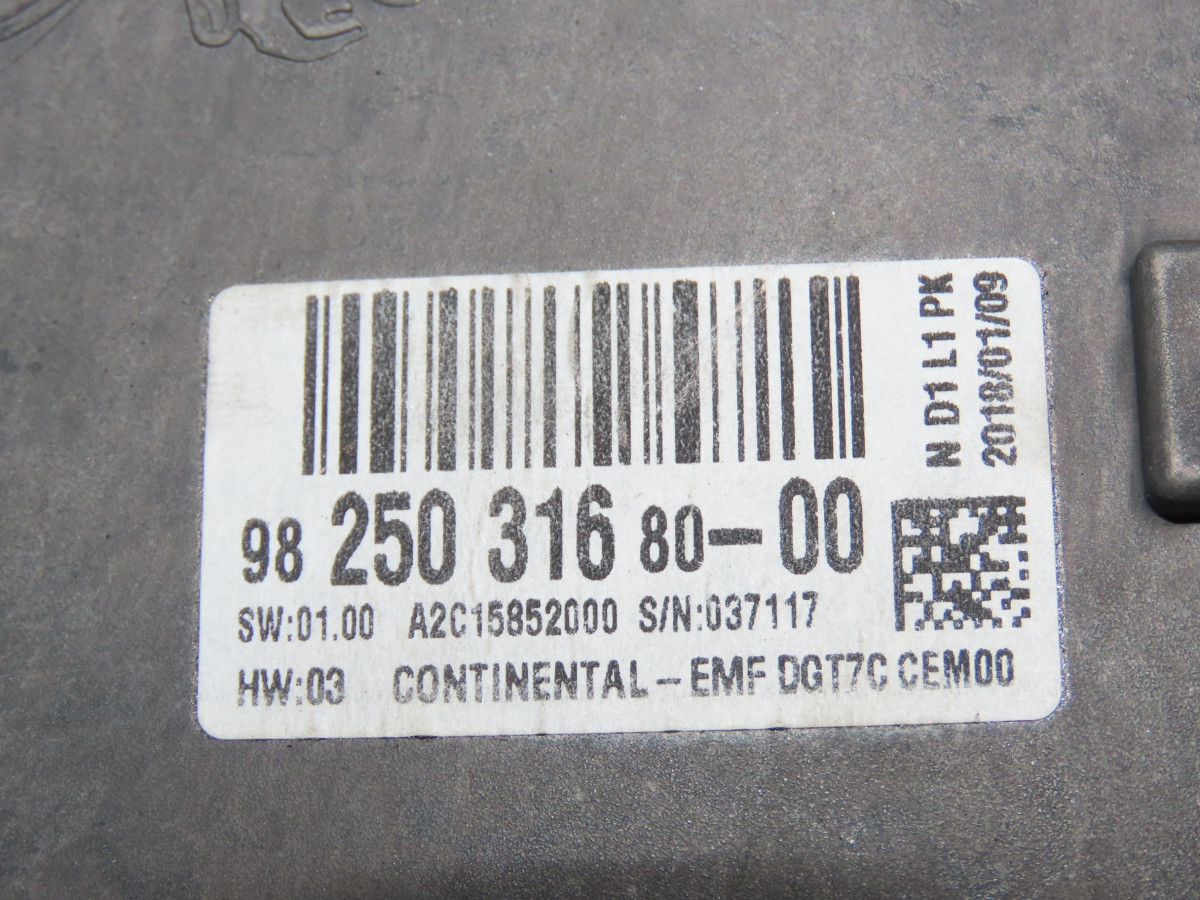 98 250 316 80-00
SW:01.00 A2C15852000 S/N:037117
HW:03 CONTINENTAL-EMF DGT7C CEM00
N D1 L1 PK
2018/01/09